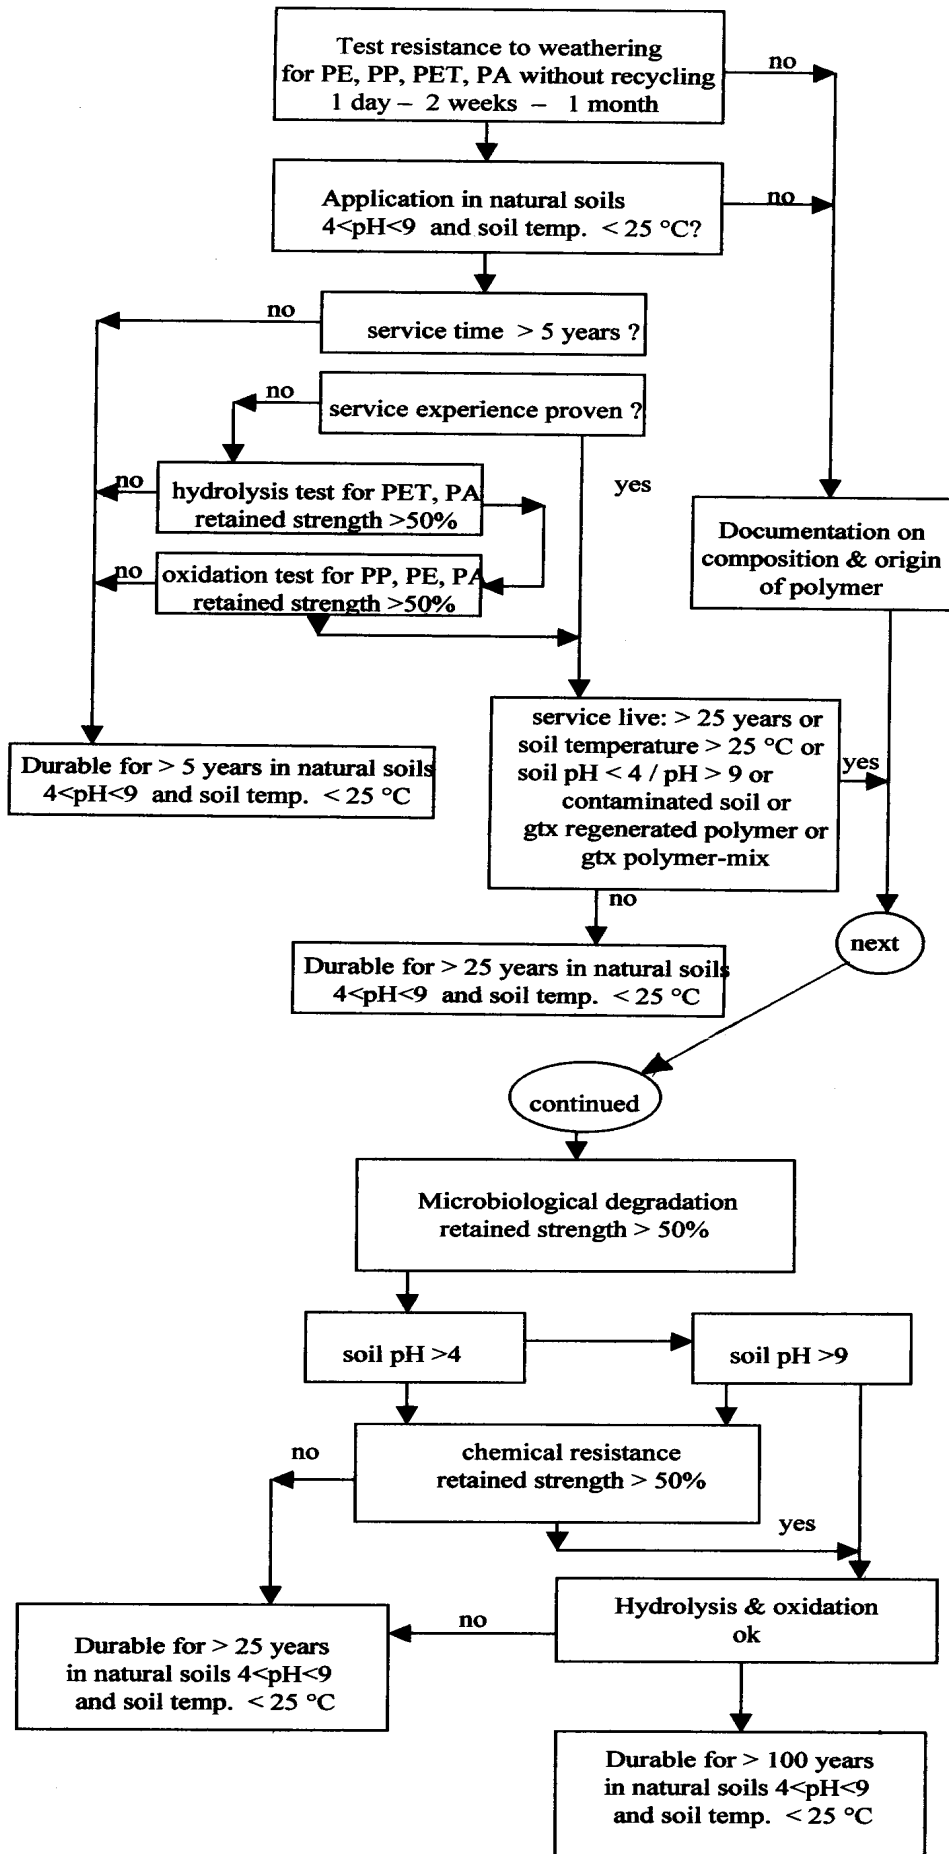 Test resistance to weathering
for PE, PP, PET, PA without recycling
1 day – 2 weeks – 1 month
no
Application in natural soils
4<pH<9 and soil temp. < 25 °C?
no
no
service time > 5 years ?
no
service experience proven ?
no
hydrolysis test for PET, PA
retained strength >50%
yes
no
oxidation test for PP, PE, PA
retained strength >50%
Documentation on
composition & origin
of polymer
service live: > 25 years or
soil temperature > 25 °C or
soil pH < 4 / pH > 9 or
contaminated soil or
gtx regenerated polymer or
gtx polymer-mix
yes
Durable for > 5 years in natural soils
4<pH<9 and soil temp. < 25 °C
no
next
Durable for > 25 years in natural soils
4<pH<9 and soil temp. < 25 °C
continued
Microbiological degradation
retained strength > 50%
soil pH >4
soil pH >9
no
chemical resistance
retained strength > 50%
yes
Hydrolysis & oxidation
ok
no
Durable for > 25 years
in natural soils 4<pH<9
and soil temp. < 25 °C
Durable for > 100 years
in natural soils 4<pH<9
and soil temp. < 25 °C